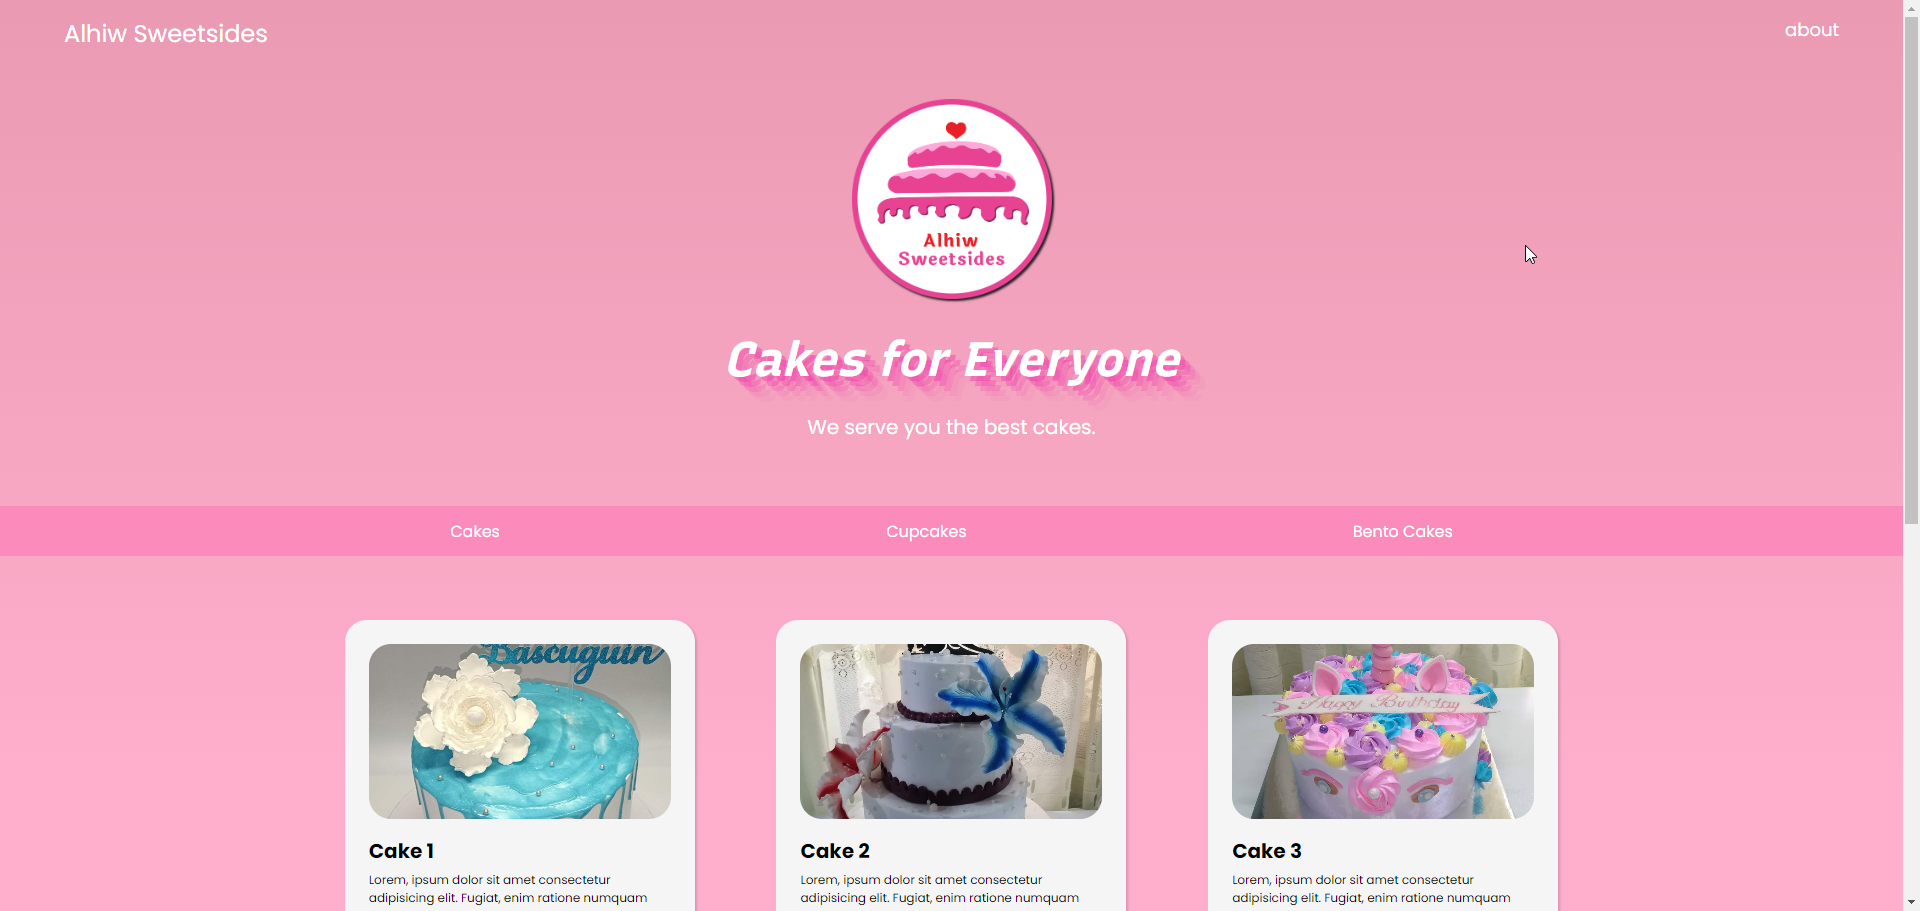 Alhiw Sweetsides
about
Alhiw
Sweetsides
Cakes for Everyone
We serve you the best cakes.
Cakes
Cupcakes
Bento Cakes
Bascuguin
Happy Birthday
Cake 1
Cake 2
Cake 3
Lorem, ipsum dolor sit amet consectetur
adipisicing elit. Fugiat, enim ratione numquam
Lorem, ipsum dolor sit amet consectetur
adipisicing elit. Fugiat, enim ratione numquam
Lorem, ipsum dolor sit amet consectetur
adipisicing elit. Fugiat, enim ratione numquam